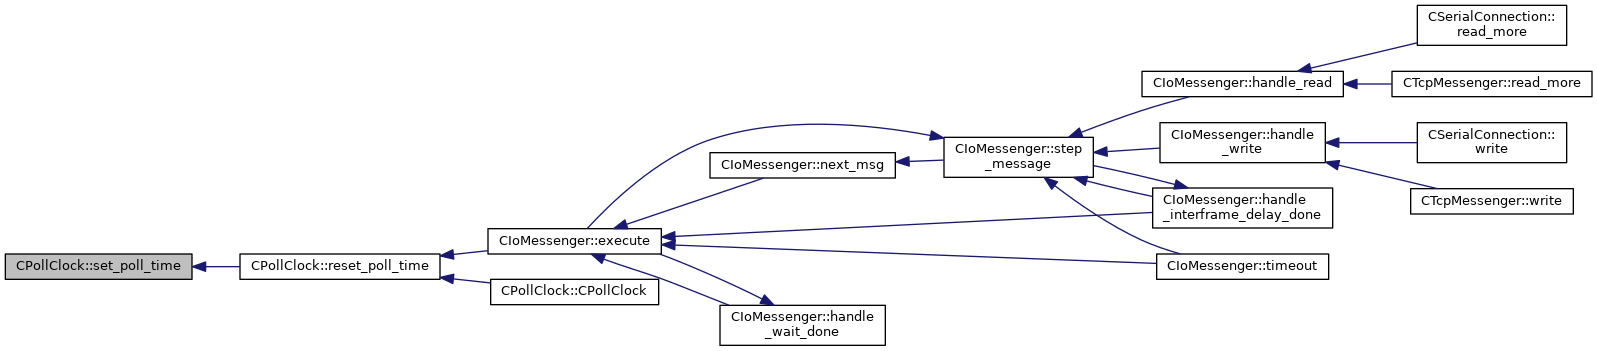 CPollClock::set_poll_time
CPollClock::reset_poll_time
CIoMessenger::execute
CPollClock::CPollClock
CIoMessenger::next_msg
CIoMessenger::handle
_wait_done
CIoMessenger::step
_message
CIoMessenger::handle_read
CIoMessenger::handle
_write
CIoMessenger::handle
_interframe_delay_done
CIoMessenger::timeout
CSerialConnection::
read_more
CTcpMessenger::read_more
CSerialConnection::
write
CTcpMessenger::write